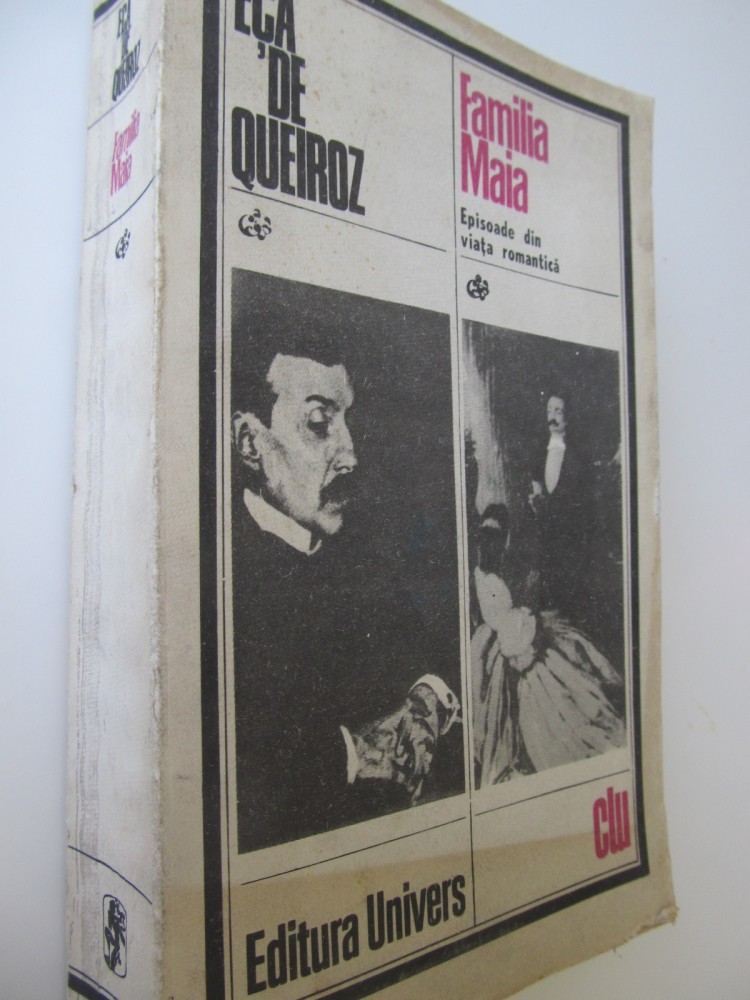 EÇA
DE
QUEIROZ
Familia
Maia
EÇA
DE
QUEIROZ
Familia
Maia
Episoade din
viața romantică
clu
Editura Univers